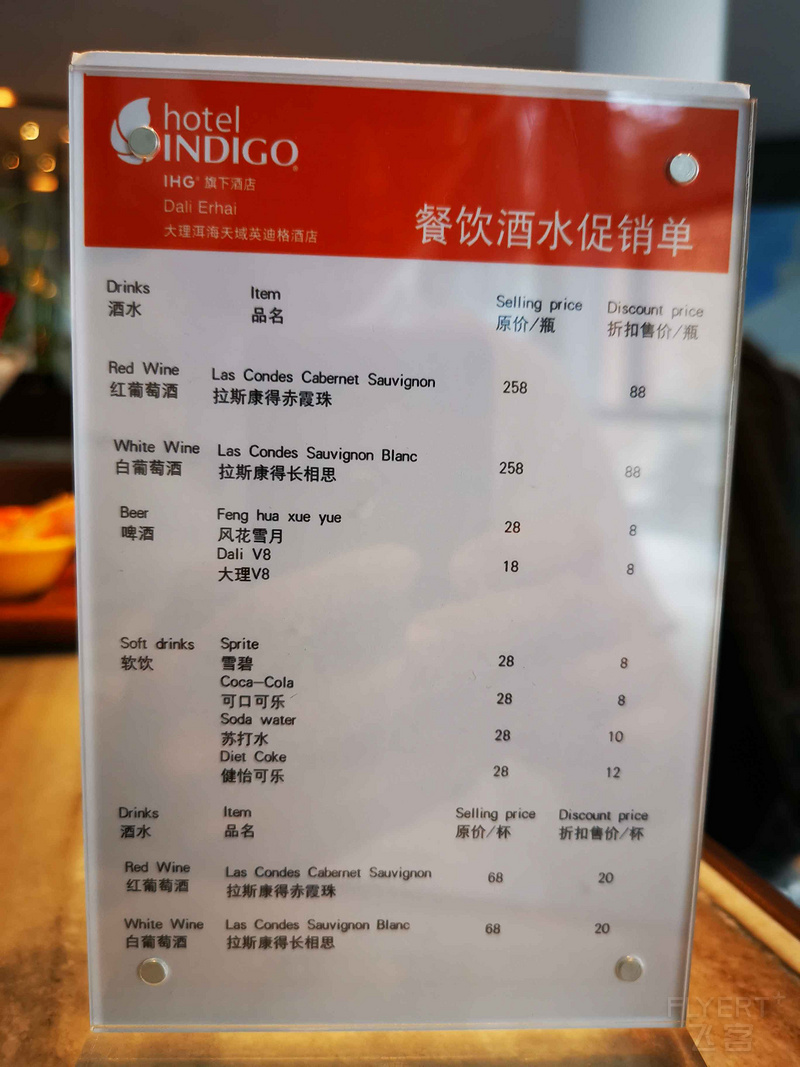 hotel
INDIGO
IHG® 旗下酒店
Dali Erhai
大理洱海天域英迪格酒店
餐饮酒水促销单
Drinks Item Selling price Discount price
酒水 品名 原价/瓶 折扣售价/瓶
Red Wine Las Condes Cabernet Sauvignon 258 88
红葡萄酒 拉斯康得赤霞珠
White Wine Las Condes Sauvignon Blanc 258 88
白葡萄酒 拉斯康得长相思
Beer Feng hua xue yue 28 8
啤酒 风花雪月
Dali V8 18 8
大理V8
Soft drinks Sprite 28 8
软饮 雪碧
Coca-Cola 28 8
可口可乐
Soda water 28 10
苏打水
Diet Coke 28 12
健怡可乐
Drinks Item Selling price Discount price
酒水 品名 原价/杯 折扣售价/杯
Red Wine Las Condes Cabernet Sauvignon 68 20
红葡萄酒 拉斯康得赤霞珠
White Wine Las Condes Sauvignon Blanc 68 20
白葡萄酒 拉斯康得长相思
FLYERT
飞客